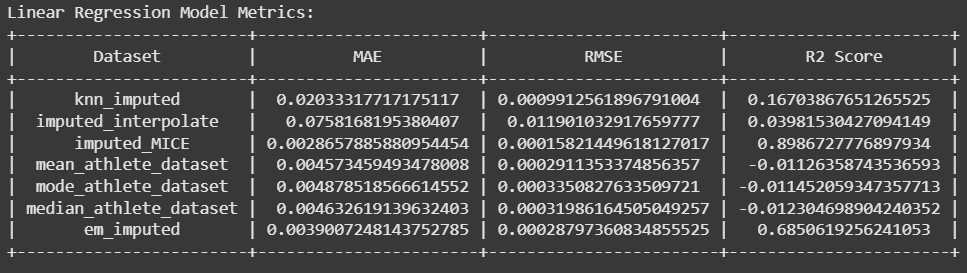 Linear Regression Model Metrics:
+------------------------+-----------------------+------------------------+-----------------------+
| Dataset | MAE | RMSE | R2 Score |
+------------------------+-----------------------+------------------------+-----------------------+
| knn_imputed | 0.02033317717175117 | 0.0009912561896791004 | 0.16703867651265525 |
| imputed_interpolate | 0.0758168195380407 | 0.011901032917659777 | 0.03981530427094149 |
| imputed_MICE | 0.0028657885880954454 | 0.00015821449618127017 | 0.8986727776897934 |
| mean_athlete_dataset | 0.004573459493478008 | 0.0002911353374856357 | -0.01126358743536593 |
| mode_athlete_dataset | 0.004878518566614552 | 0.0003350827633509721 | -0.011452059347357713 |
| median_athlete_dataset | 0.004632619139632403 | 0.00031986164505049257 | -0.012304698904240352 |
| em_imputed | 0.0039007248143752785 | 0.00028797360834855525 | 0.6850619256241053 |
+------------------------+-----------------------+------------------------+-----------------------+